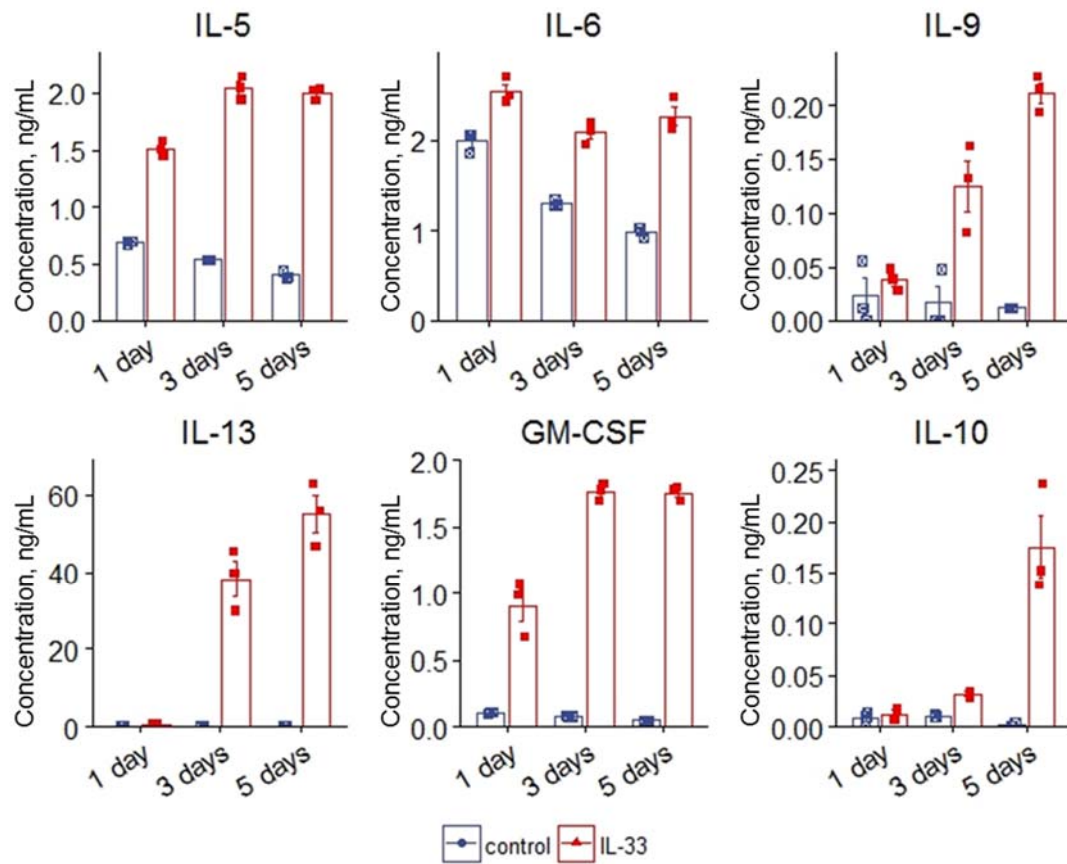 IL-5
IL-6
IL-9
Concentration, ng/mL
2.0
1.5
1.0
0.5
0.0
1 day
3 days
5 days
Concentration, ng/mL
2
1
0
1 day
3 days
5 days
Concentration, ng/mL
0.20
0.15
0.10
0.05
0.00
1 day
3 days
5 days
IL-13
GM-CSF
IL-10
Concentration, ng/mL
60
40
20
0
1 day
3 days
5 days
Concentration, ng/mL
2.0
1.5
1.0
0.5
0.0
1 day
3 days
5 days
Concentration, ng/mL
0.25
0.20
0.15
0.10
0.05
0.00
1 day
3 days
5 days
control IL-33